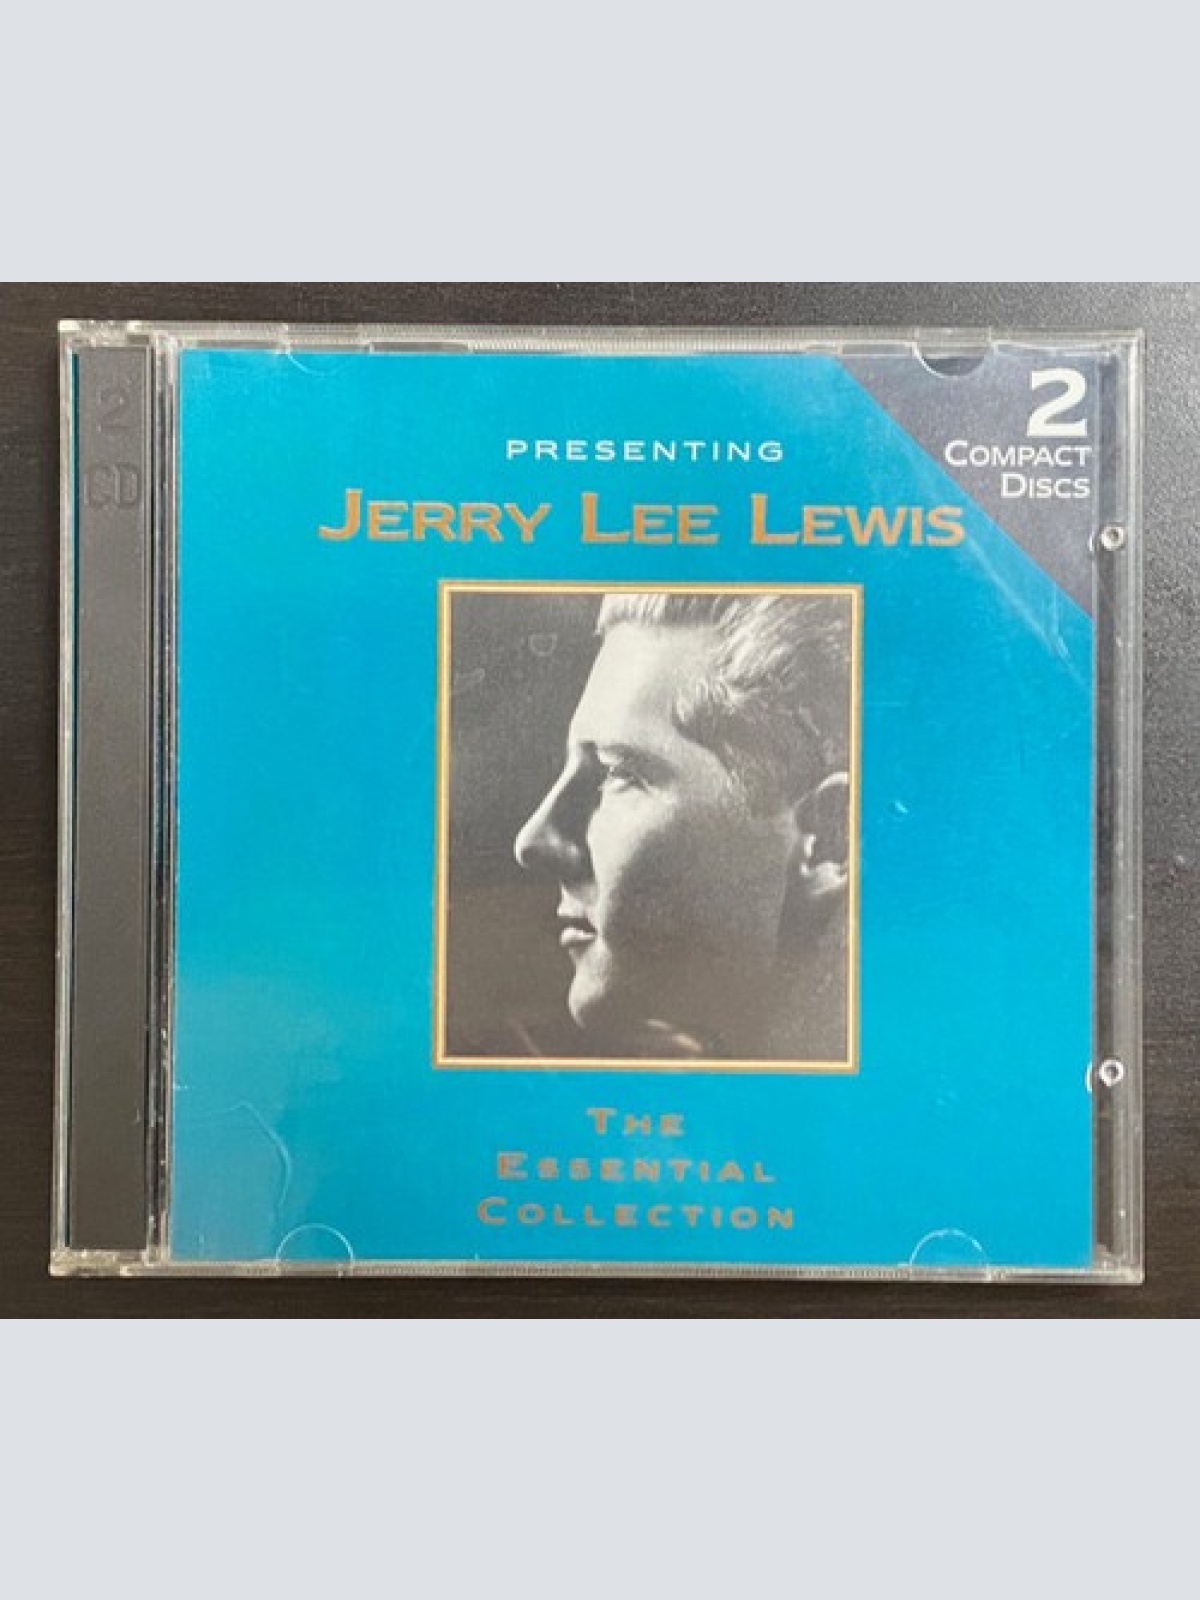 2
CD
PRESENTING
JERRY LEE LEWIS
2
COMPACT
DISCS
THE
ESSENTIAL
COLLECTION